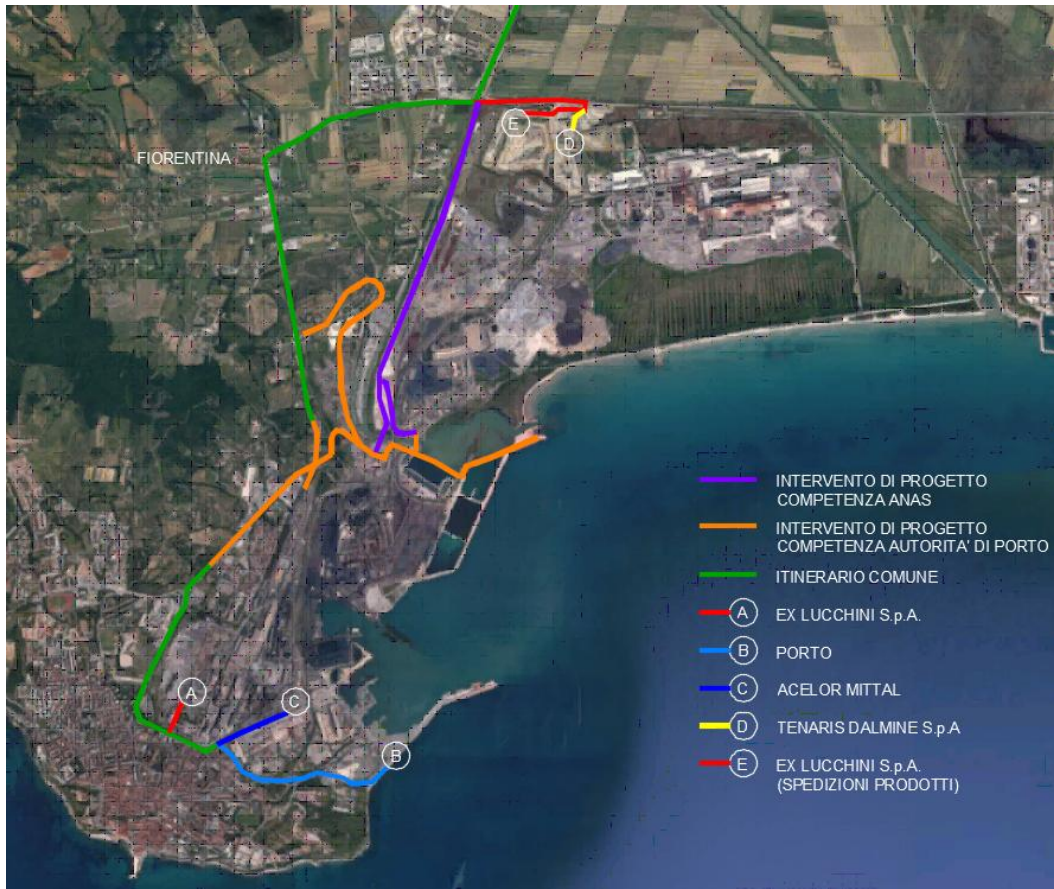 FIORENTINA
E
D
A
C
B
INTERVENTO DI PROGETTO
COMPETENZA ANAS
INTERVENTO DI PROGETTO
COMPETENZA AUTORITA' DI PORTO
ITINERARIO COMUNE
A EX LUCCHINI S.p.A.
B PORTO
C ACELOR MITTAL
D TENARIS DALMINE S.p.A
E EX LUCCHINI S.p.A.
(SPEDIZIONI PRODOTTI)